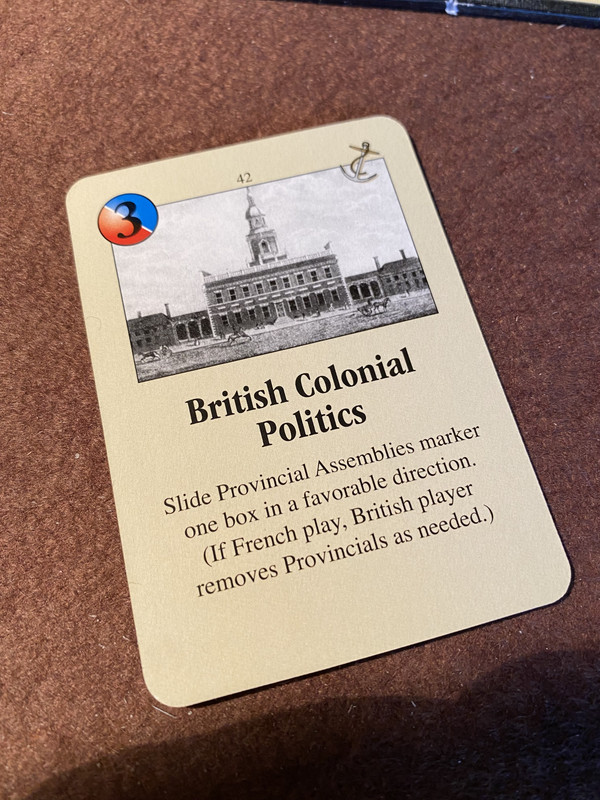 42
3
British Colonial
Politics
Slide Provincial Assemblies marker
one box in a favorable direction.
(If French play, British player
removes Provincials as needed.)